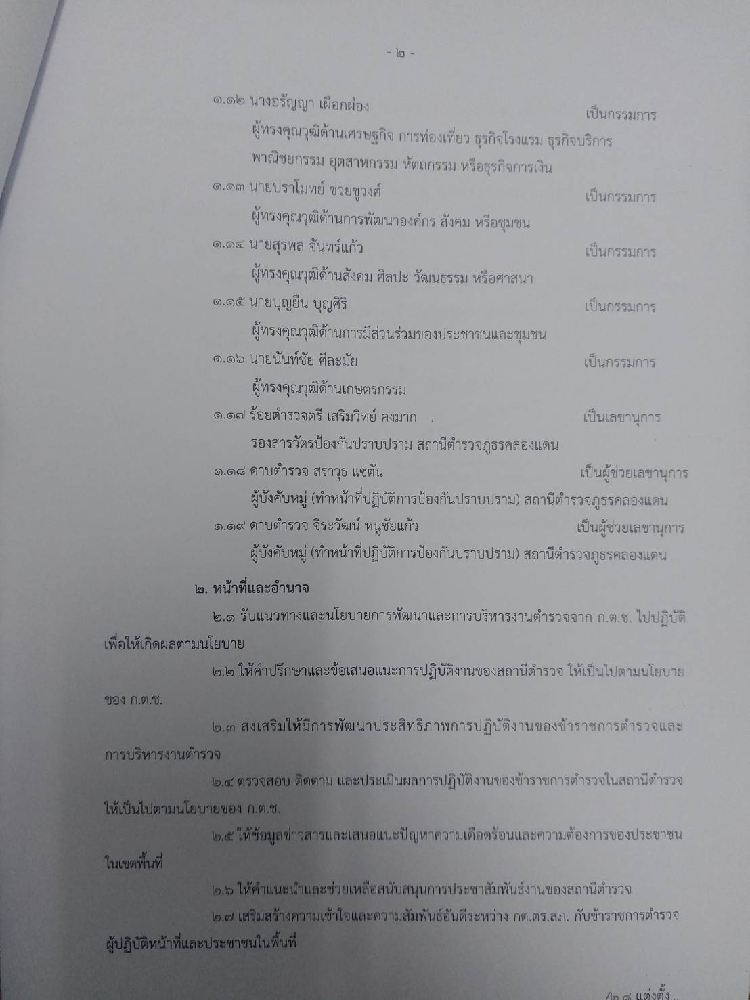 - ๒ -
๑.๑๒ นางอรัญญา เผือกผ่อง เป็นกรรมการ
ผู้ทรงคุณวุฒิด้านเศรษฐกิจ การท่องเที่ยว ธุรกิจโรงแรม ธุรกิจบริการ
พาณิชยกรรม อุตสาหกรรม หัตถกรรม หรือธุรกิจการเงิน
๑.๑๓ นายปราโมทย์ ช่วยชูวงศ์ เป็นกรรมการ
ผู้ทรงคุณวุฒิด้านการพัฒนาองค์กร สังคม หรือชุมชน
๑.๑๔ นายสุรพล จันทร์แก้ว เป็นกรรมการ
ผู้ทรงคุณวุฒิด้านสังคม ศิลปะ วัฒนธรรม หรือศาสนา
๑.๑๕ นายบุญยืน บุญศิริ เป็นกรรมการ
ผู้ทรงคุณวุฒิด้านการมีส่วนร่วมของประชาชนและชุมชน
๑.๑๖ นายนันท์ชัย ศีละมัย เป็นกรรมการ
ผู้ทรงคุณวุฒิด้านเกษตรกรรม
๑.๑๗ ร้อยตำรวจตรี เสริมวิทย์ คงมาก เป็นเลขานุการ
รองสารวัตรป้องกันปราบปราม สถานีตำรวจภูธรคลองแดน
๑.๑๘ ดาบตำรวจ สราวุธ แซ่ตัน เป็นผู้ช่วยเลขานุการ
ผู้บังคับหมู่ (ทำหน้าที่ปฏิบัติการป้องกันปราบปราม) สถานีตำรวจภูธรคลองแดน
๑.๑๙ ดาบตำรวจ จิระวัฒน์ หนูชัยแก้ว เป็นผู้ช่วยเลขานุการ
ผู้บังคับหมู่ (ทำหน้าที่ปฏิบัติการป้องกันปราบปราม) สถานีตำรวจภูธรคลองแดน
๒. หน้าที่และอำนาจ
๒.๑ รับแนวทางและนโยบายการพัฒนาและการบริหารงานตำรวจจาก ก.ต.ช. ไปปฏิบัติ
เพื่อให้เกิดผลตามนโยบาย
๒.๒ ให้คำปรึกษาและข้อเสนอแนะการปฏิบัติงานของสถานีตำรวจ ให้เป็นไปตามนโยบาย
ของ ก.ต.ช.
๒.๓ ส่งเสริมให้มีการพัฒนาประสิทธิภาพการปฏิบัติงานของข้าราชการตำรวจและ
การบริหารงานตำรวจ
๒.๔ ตรวจสอบ ติดตาม และประเมินผลการปฏิบัติงานของข้าราชการตำรวจในสถานีตำรวจ
ให้เป็นไปตามนโยบายของ ก.ต.ช.
๒.๕ ให้ข้อมูลข่าวสารและเสนอแนะปัญหาความเดือดร้อนและความต้องการของประชาชน
ในเขตพื้นที่
๒.๖ ให้คำแนะนำและช่วยเหลือสนับสนุนการประชาสัมพันธ์งานของสถานีตำรวจ
๒.๗ เสริมสร้างความเข้าใจและความสัมพันธ์อันดีระหว่าง กต.ตร.สภ. กับข้าราชการตำรวจ
ผู้ปฏิบัติหน้าที่และประชาชนในพื้นที่
/๒.๘ แต่งตั้ง...